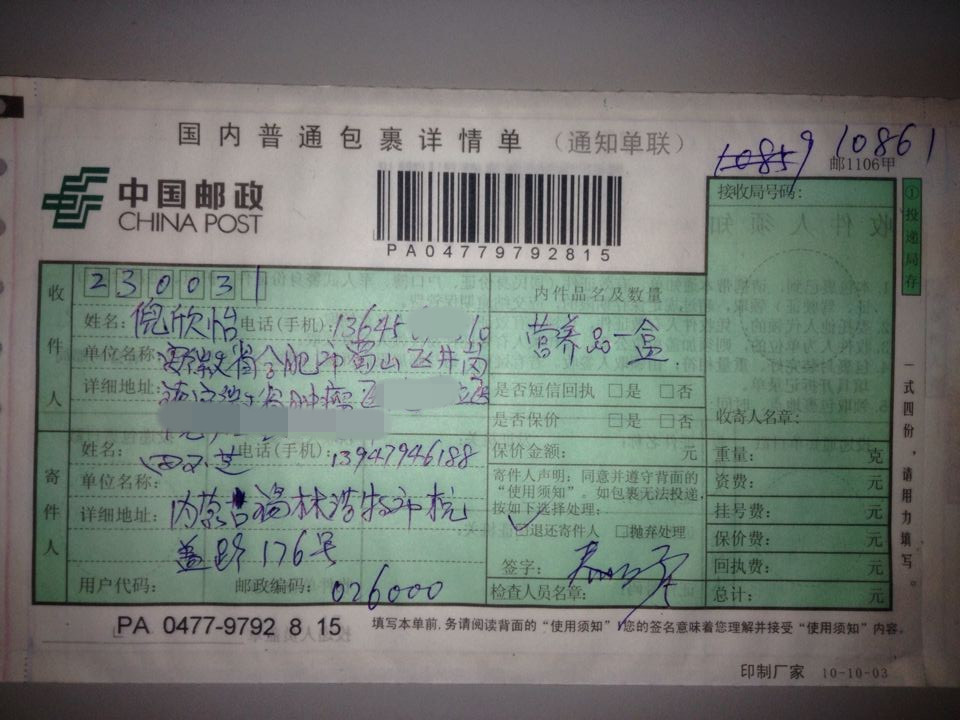 国内普通包裹详情单 (通知单联)
10859 10861
邮1106甲
中国邮政
CHINA POST
PA04779792815
接收局号码:
①投递局存
收件人
230031
内件品名及数量
姓名: 倪欣怡 电话(手机): 13645 10
营养品一盒
单位名称: 安徽省合肥市蜀山区井岗
详细地址:
是否短信回执 □是 □否
是否保价 □是 □否
收寄人名章:
寄件人
姓名: 电话(手机): 13947946188
保价金额: 元
重量: 克
单位名称:
寄件人声明: 同意并遵守背面的
“使用须知”。如包裹无法投递,
按如下选择处理:
资费: 元
详细地址: 内蒙古锡林浩特市杭
盖路176号
□退还寄件人 □抛弃处理
挂号费: 元
保价费: 元
签字:
回执费: 元
用户代码: 邮政编码: 026000
检查人员名章:
总计: 元
一式四份,请用力填写。
PA 0477-9792 8 15
填写本单前,务请阅读背面的“使用须知”!您的签名意味着您理解并接受“使用须知”内容。
印制厂家 10-10-03